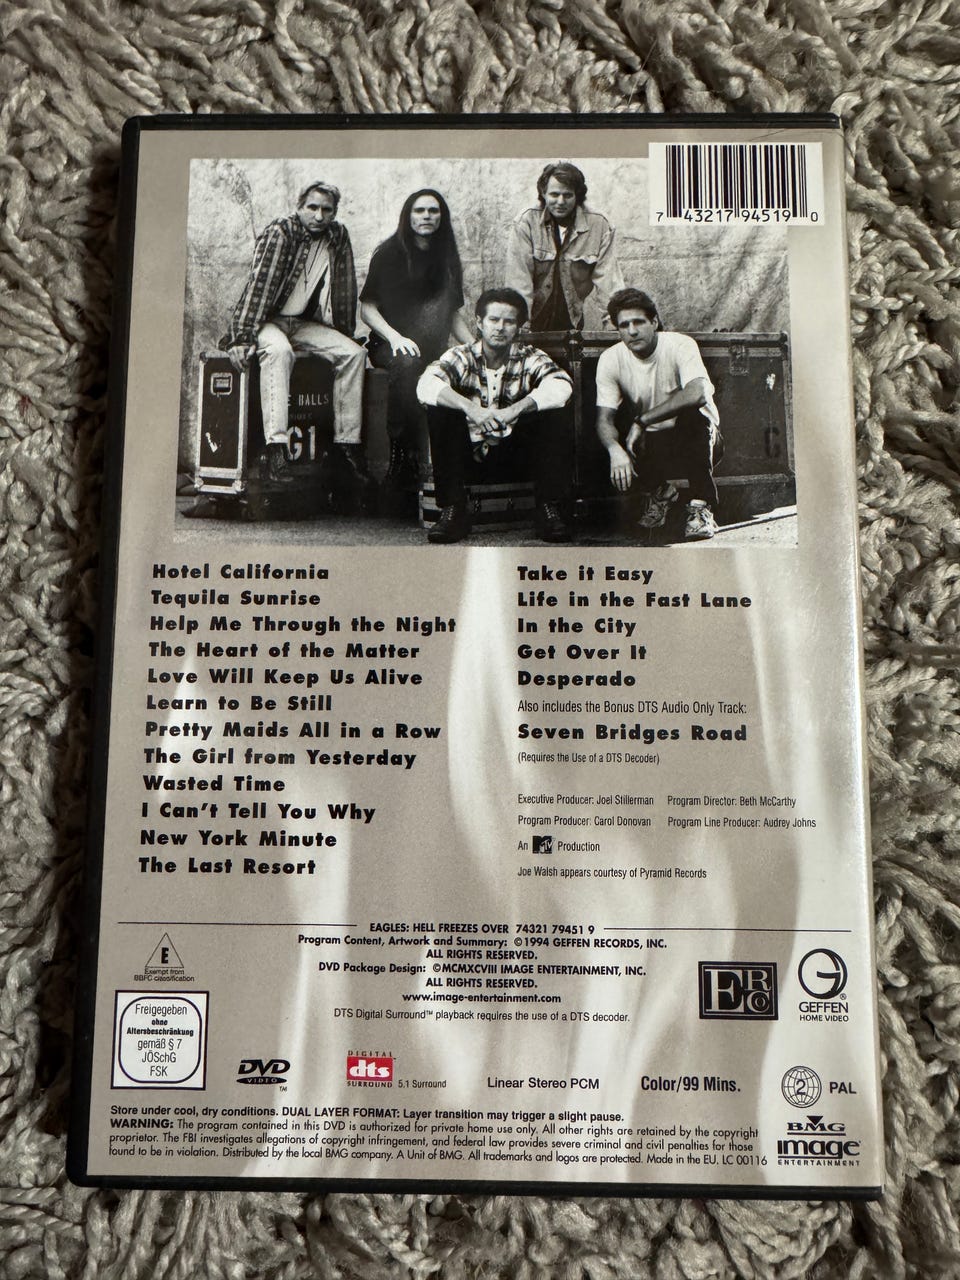 7 43217 94519 0
E BALLS
G1
G
Hotel California
Tequila Sunrise
Help Me Through the Night
The Heart of the Matter
Love Will Keep Us Alive
Learn to Be Still
Pretty Maids All in a Row
The Girl from Yesterday
Wasted Time
I Can't Tell You Why
New York Minute
The Last Resort
Take it Easy
Life in the Fast Lane
In the City
Get Over It
Desperado
Also includes the Bonus DTS Audio Only Track:
Seven Bridges Road
(Requires the Use of a DTS Decoder)
Executive Producer: Joel Stillerman Program Director: Beth McCarthy
Program Producer: Carol Donovan Program Line Producer: Audrey Johns
An MTV Production
Joe Walsh appears courtesy of Pyramid Records
EAGLES: HELL FREEZES OVER 74321 79451 9
Program Content, Artwork and Summary: ©1994 GEFFEN RECORDS, INC.
ALL RIGHTS RESERVED.
DVD Package Design: ©MCMXCVIII IMAGE ENTERTAINMENT, INC.
ALL RIGHTS RESERVED.
www.image-entertainment.com
DTS Digital Surround™ playback requires the use of a DTS decoder.
E
Exempt from
BBFC classification
Freigegeben
ohne
Altersbeschränkung
gemäß § 7
JÖSchG
FSK
ERC
G
GEFFEN®
HOME VIDEO
DVD
VIDEO™
DIGITAL
dts
SURROUND 5.1 Surround
Linear Stereo PCM
Color/99 Mins.
2 PAL
Store under cool, dry conditions. DUAL LAYER FORMAT: Layer transition may trigger a slight pause.
WARNING: The program contained in this DVD is authorized for private home use only. All other rights are retained by the copyright
proprietor. The FBI investigates allegations of copyright infringement, and federal law provides severe criminal and civil penalties for those
found to be in violation. Distributed by the local BMG company. A Unit of BMG. All trademarks and logos are protected. Made in the EU. LC 00116
BMG
image
ENTERTAINMENT